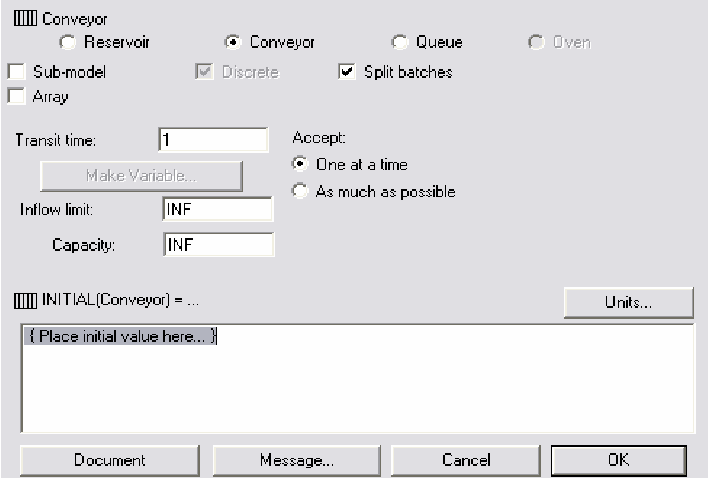 Conveyor
Reservoir Conveyor Queue Oven
Sub-model Discrete Split batches
Array
Transit time: 1 Accept:
Make Variable... One at a time
As much as possible
Inflow limit: INF
Capacity: INF
INITIAL(Conveyor) = ... Units...
{ Place initial value here... }
Document Message... Cancel OK